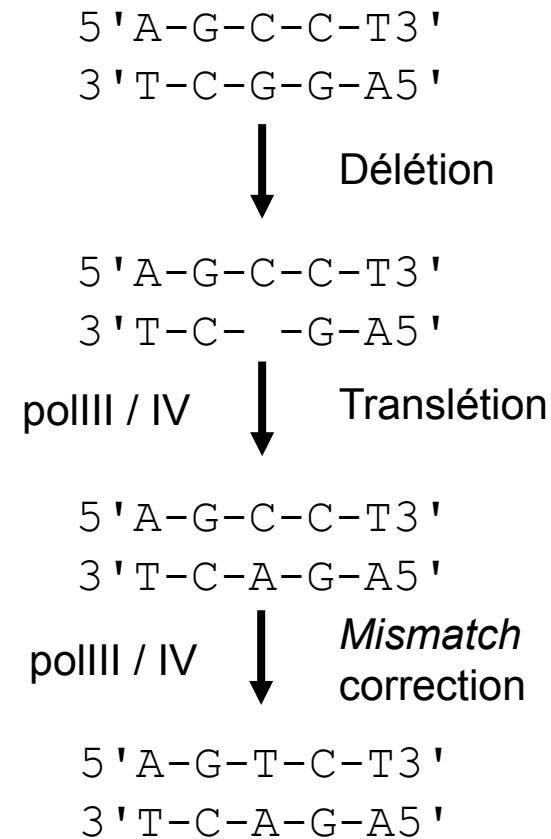 5'A-G-C-C-T3'
3'T-C-G-G-A5'
Délétion
5'A-G-C-C-T3'
3'T-C- -G-A5'
polIII / IV
Translétion
5'A-G-C-C-T3'
3'T-C-A-G-A5'
polIII / IV
Mismatch
correction
5'A-G-T-C-T3'
3'T-C-A-G-A5'